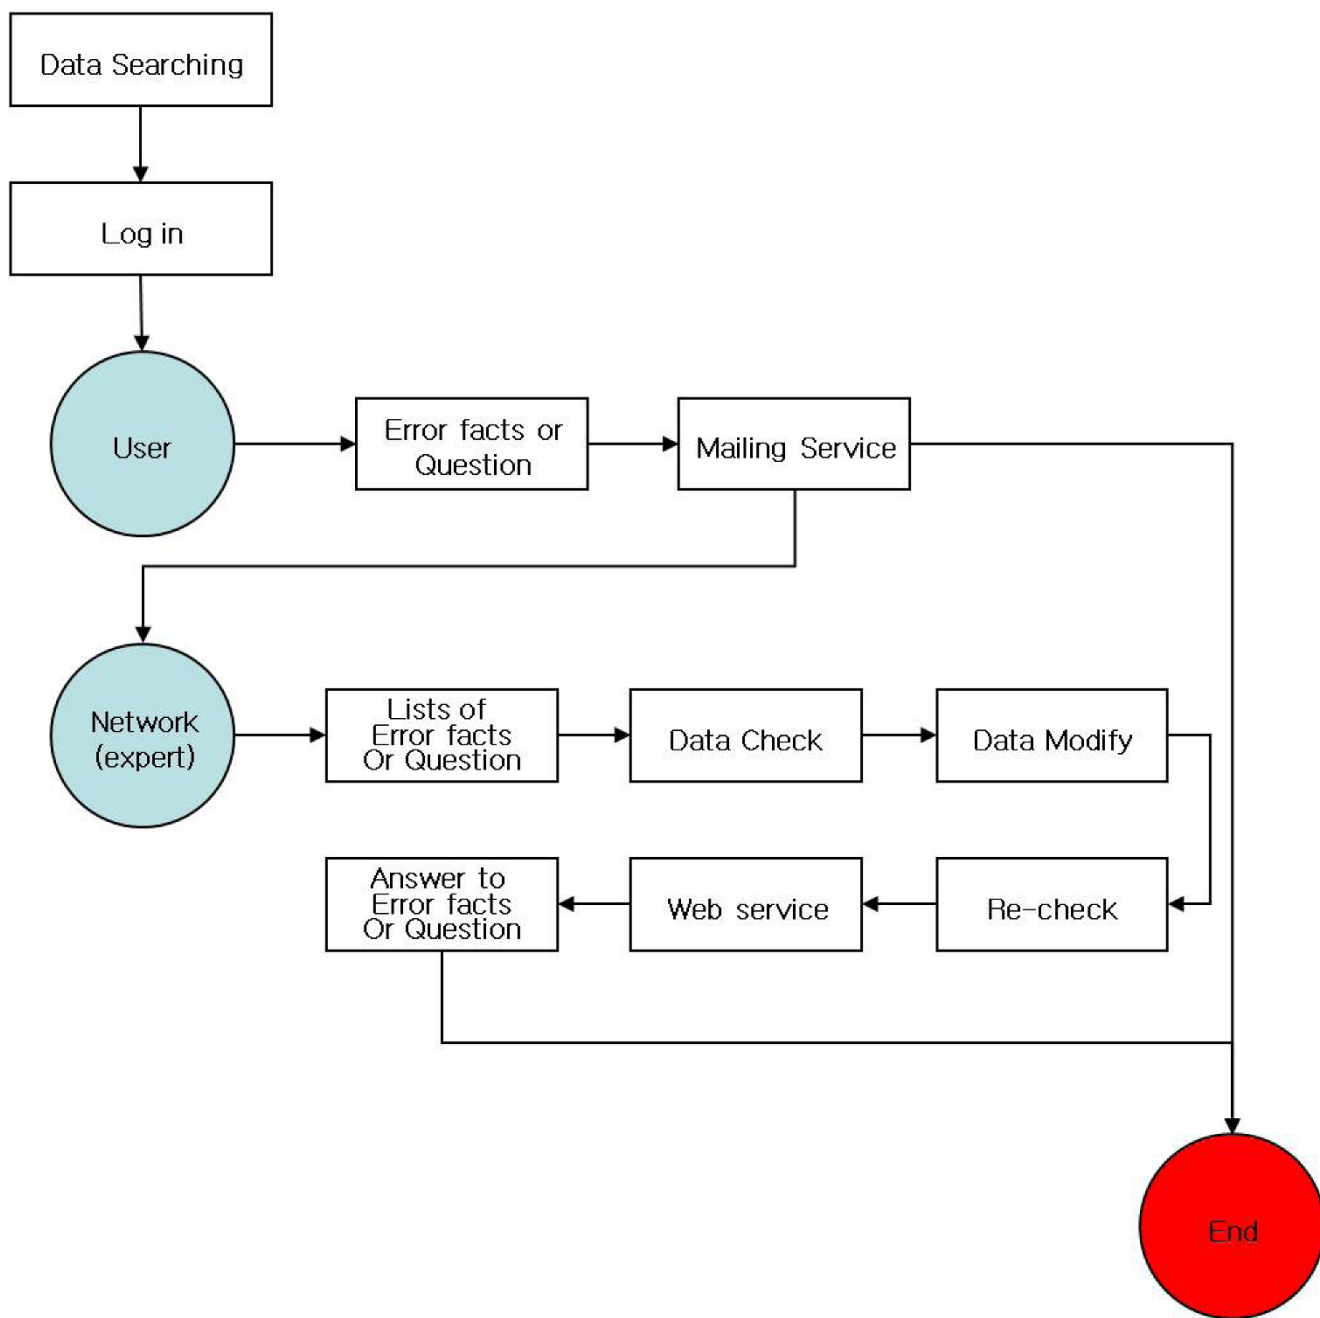 Data Searching
Log in
User
Error facts or
Question
Mailing Service
Network
(expert)
Lists of
Error facts
Or Question
Data Check
Data Modify
Answer to
Error facts
Or Question
Web service
Re-check
End